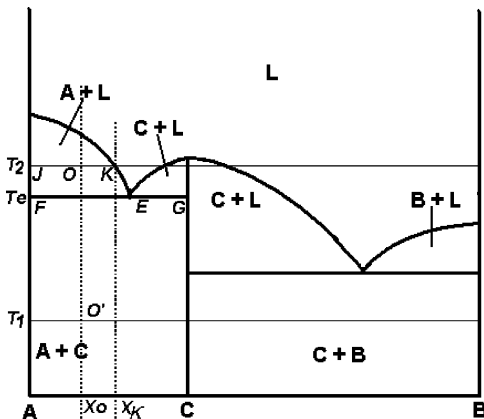 L
A + L
C + L
T2 J O K
C + L B + L
Te F E G
T1 O'
A + C C + B
A Xo XK C B